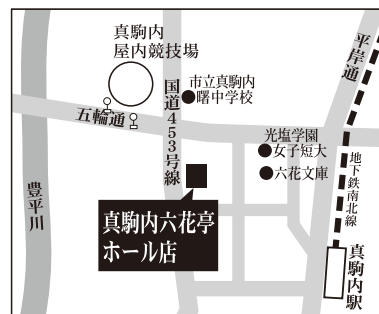 真駒内
屋内競技場
国道453号線
市立真駒内
曙中学校
平岸通
五輪通
光塩学園
女子短大
六花文庫
地下鉄南北線
豊平川
真駒内六花亭
ホール店
真駒内駅